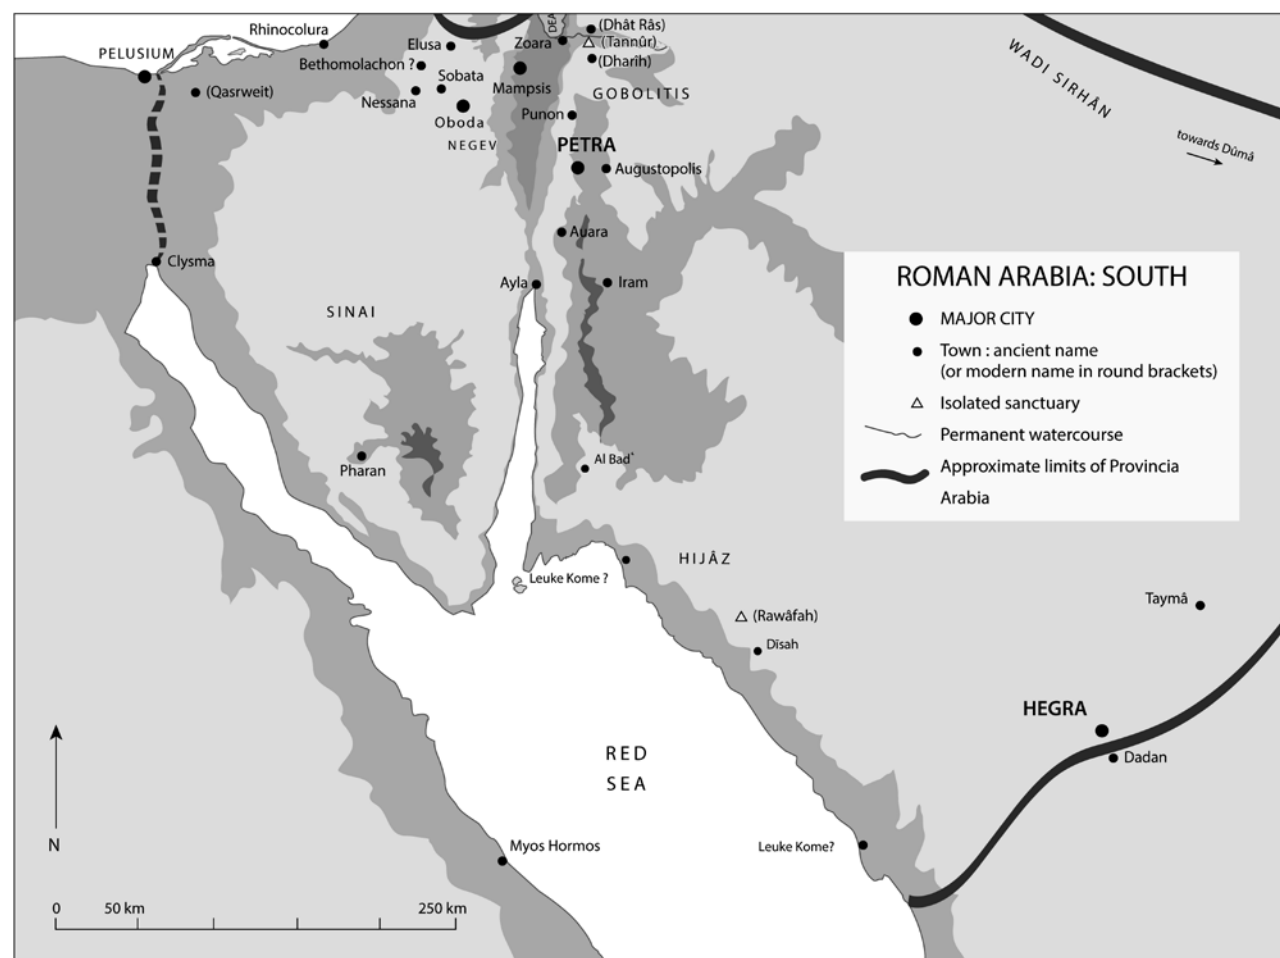 Rhinocolura
PELUSIUM
(Qasrweit)
Elusa
Bethomolachon ?
Sobata
Nessana
Oboda
NEGEV
Zoara
DEA
Mampsis
(Dhât Râs)
(Tannûr)
(Dharih)
GOBOLITIS
Punon
PETRA
Augustopolis
WADI SIRHÂN
towards Dûmâ
Auara
Clysma
Ayla
Iram
SINAI
Pharan
Al Bad`
ROMAN ARABIA: SOUTH
MAJOR CITY
Town : ancient name
(or modern name in round brackets)
Isolated sanctuary
Permanent watercourse
Approximate limits of Provincia
Arabia
HIJÂZ
Leuke Kome ?
(Rawâfah)
Dīsah
Taymâ
HEGRA
Dadan
RED
SEA
Myos Hormos
Leuke Kome?
N
0 50 km 250 km